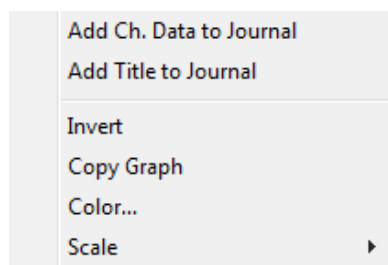 Add Ch. Data to Journal
Add Title to Journal
Invert
Copy Graph
Color...
Scale